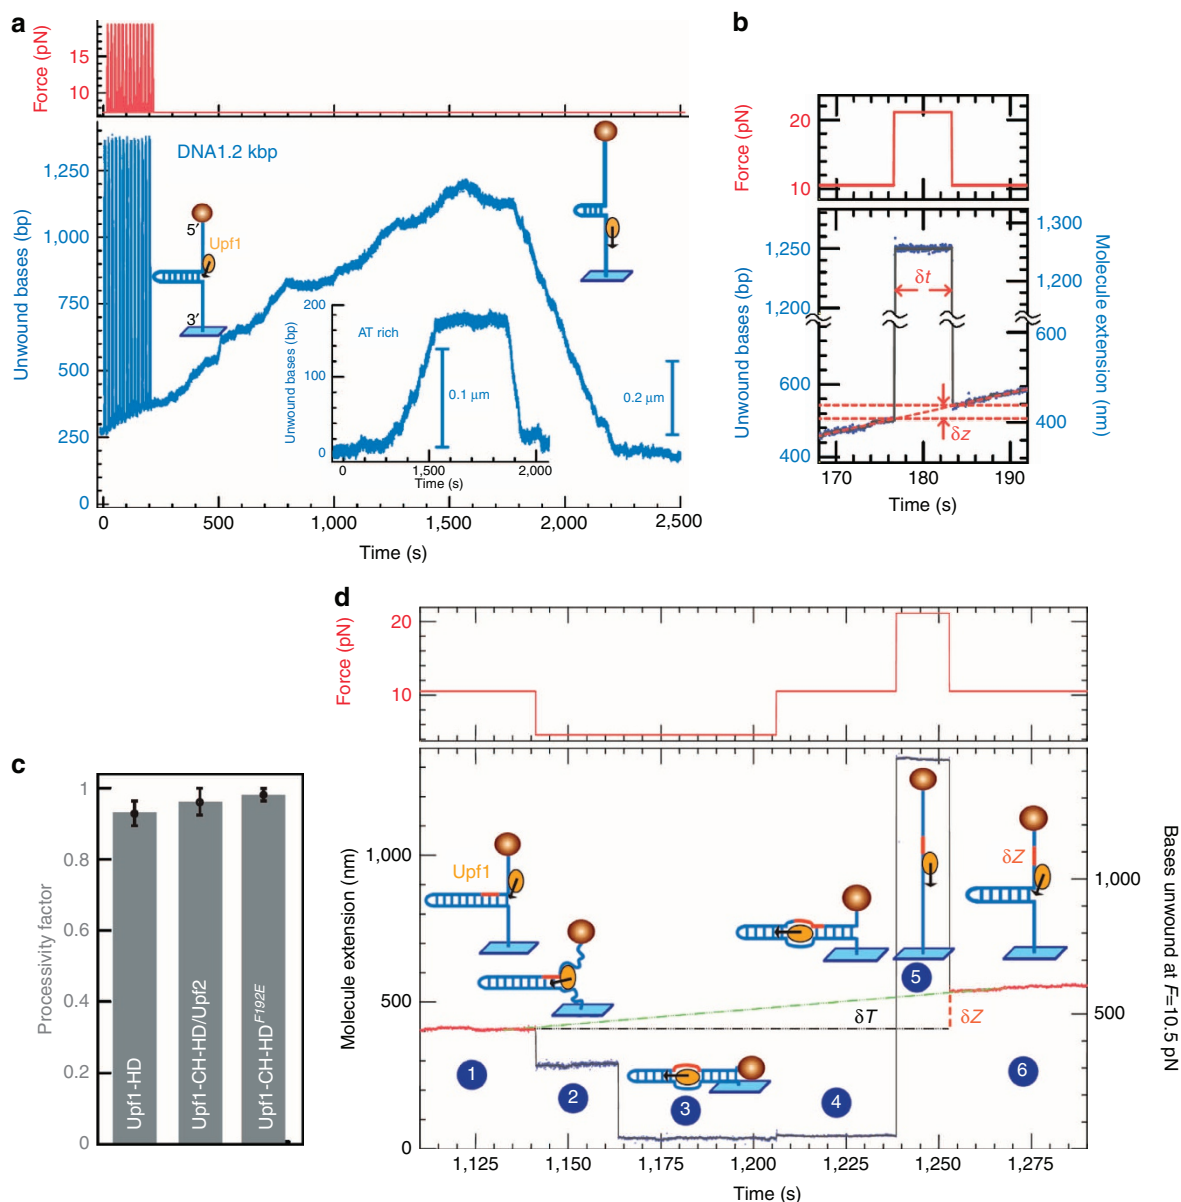 a
Force (pN)
15
10
DNA1.2 kbp
Unwound bases (bp)
1,250
1,000
750
500
250
0
5′
Upf1
3′
AT rich
Unwound bases (bp)
200
100
0
0.1 μm
0.2 μm
0
1,500
2,000
Time (s)
0
500
1,000
1,500
2,000
2,500
Time (s)
b
Force (pN)
20
10
Unwound bases (bp)
1,250
1,200
600
400
Molecule extension (nm)
1,300
1,200
600
400
δt
δz
170
180
190
Time (s)
c
Processivity factor
1
0.8
0.6
0.4
0.2
0
Upf1-HD
Upf1-CH-HD/Upf2
Upf1-CH-HD^F192E
d
Force (pN)
20
10
Molecule extension (nm)
1,000
500
0
Bases unwound at F=10.5 pN
1,000
500
Upf1
δZ
δT
δZ
1
2
3
4
5
6
1,125
1,150
1,175
1,200
1,225
1,250
1,275
Time (s)